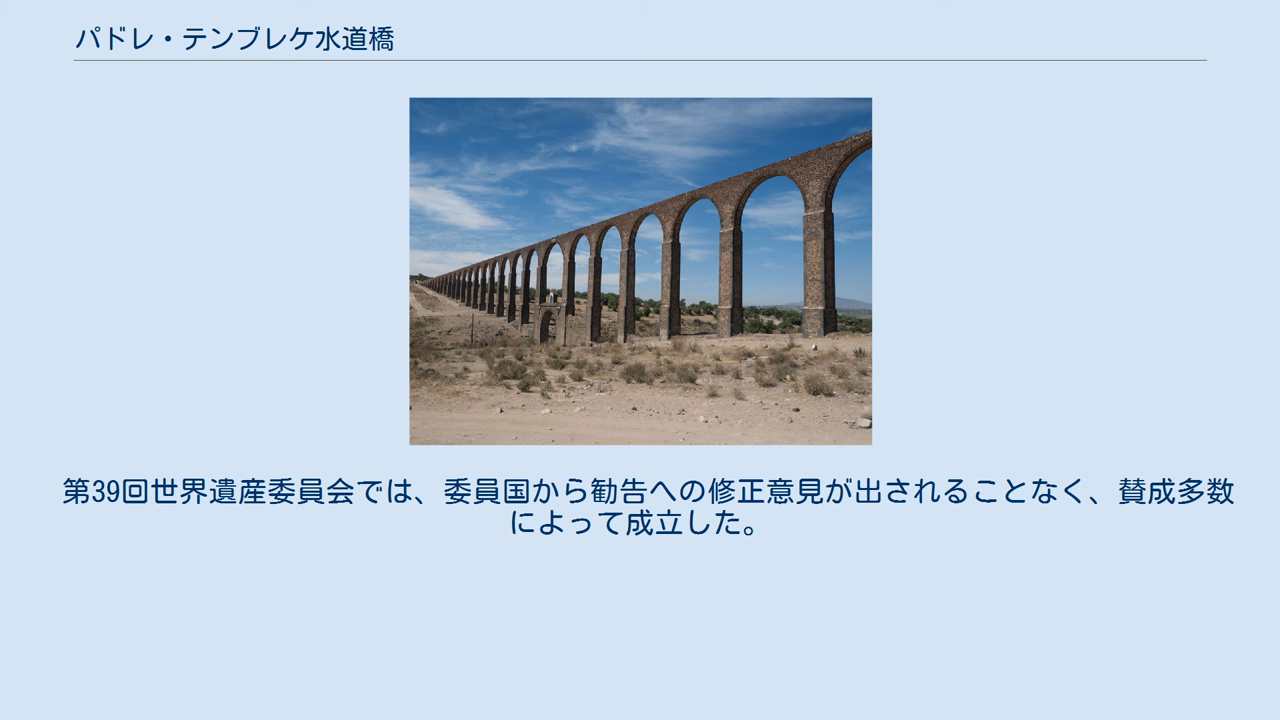 パドレ・テンブレケ水道橋
第39回世界遺産委員会では、委員国から勧告への修正意見が出されることなく、賛成多数
によって成立した。